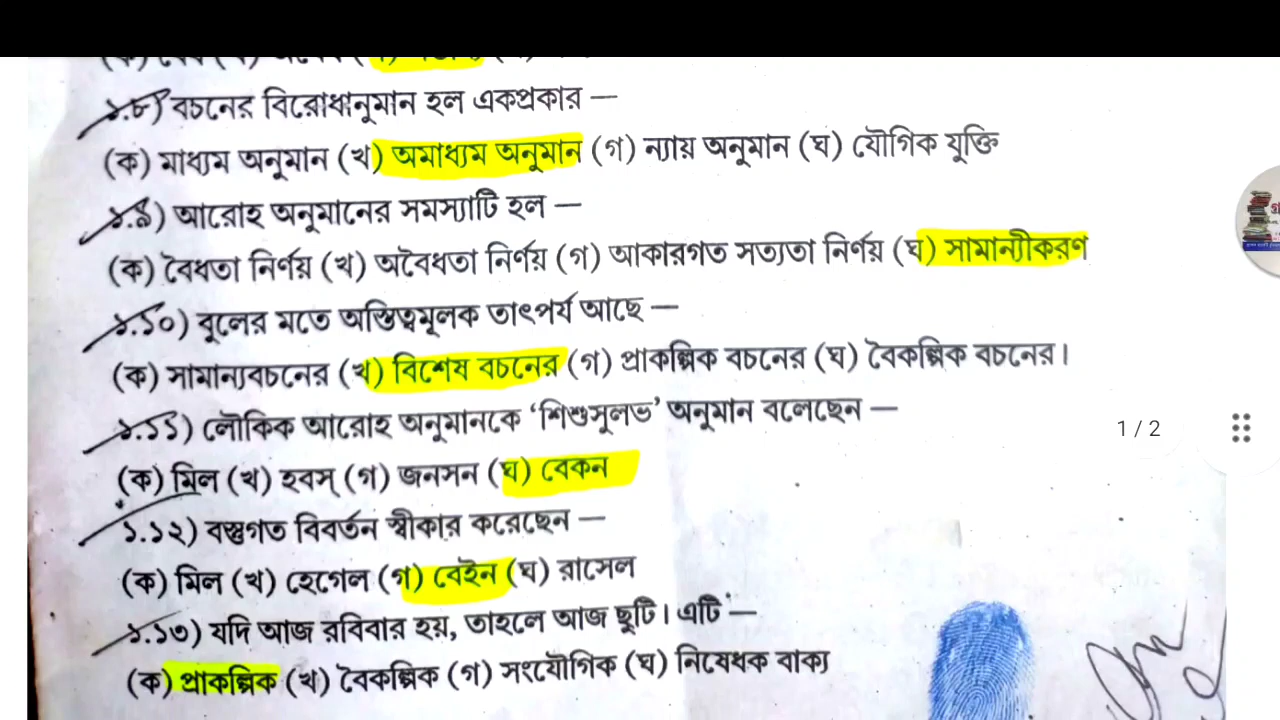 ১.৮) বচনের বিরোধানুমান হল একপ্রকার —
(ক) মাধ্যম অনুমান (খ) অমাধ্যম অনুমান (গ) ন্যায় অনুমান (ঘ) যৌগিক যুক্তি
১.৯) আরোহ অনুমানের সমস্যাটি হল —
(ক) বৈধতা নির্ণয় (খ) অবৈধতা নির্ণয় (গ) আকারগত সত্যতা নির্ণয় (ঘ) সামান্যীকরণ
১.১০) বুলের মতে অস্তিত্বমূলক তাৎপর্য আছে —
(ক) সামান্যবচনের (খ) বিশেষ বচনের (গ) প্রাকল্পিক বচনের (ঘ) বৈকল্পিক বচনের।
১.১১) লৌকিক আরোহ অনুমানকে ‘শিশুসুলভ’ অনুমান বলেছেন —
(ক) মিল (খ) হবস্ (গ) জনসন (ঘ) বেকন
1 / 2
১.১২) বস্তুগত বিবর্তন স্বীকার করেছেন —
(ক) মিল (খ) হেগেল (গ) বেইন (ঘ) রাসেল
১.১৩) যদি আজ রবিবার হয়, তাহলে আজ ছুটি। এটি —
(ক) প্রাকল্পিক (খ) বৈকল্পিক (গ) সংযৌগিক (ঘ) নিষেধক বাক্য